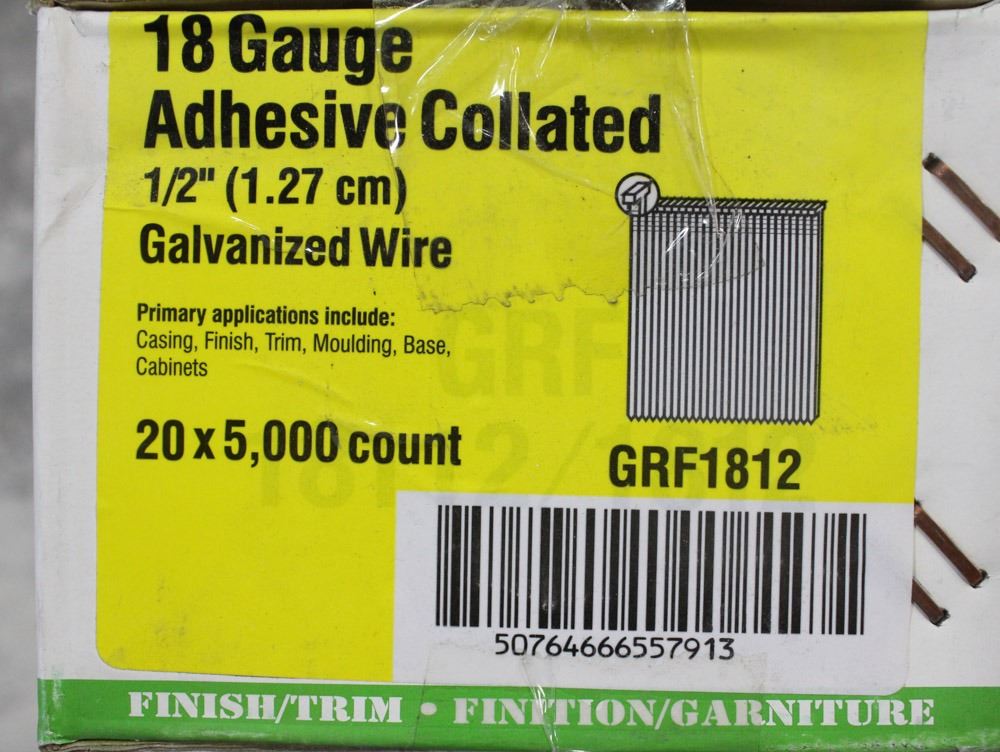 18 Gauge
Adhesive Collated
1/2" (1.27 cm)
Galvanized Wire
Primary applications include:
Casing, Finish, Trim, Moulding, Base,
Cabinets
20 x 5,000 count
GRF
GRF1812
50764666557913
FINISH/TRIM • FINITION/GARNITURE